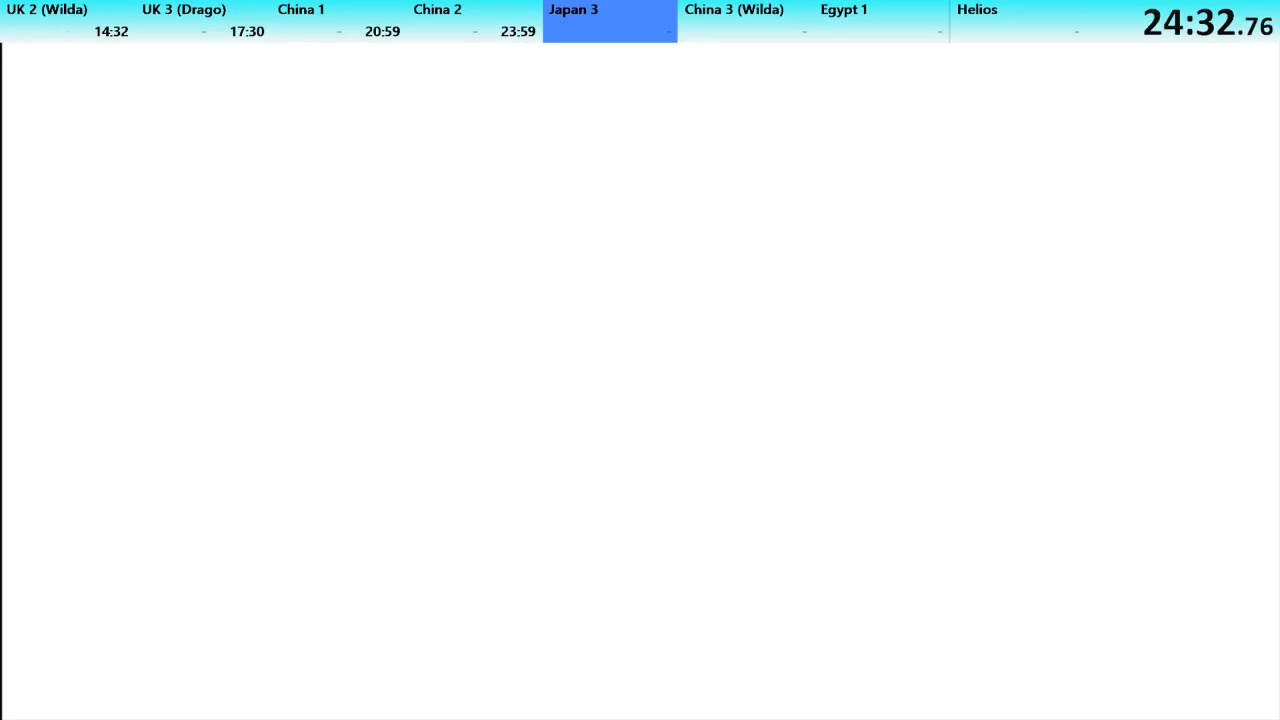 UK 2 (Wilda) UK 3 (Drago) China 1 China 2 Japan 3 China 3 (Wilda) Egypt 1 Helios 24:32.76
- 14:32 - 17:30 - 20:59 - 23:59 - - - -